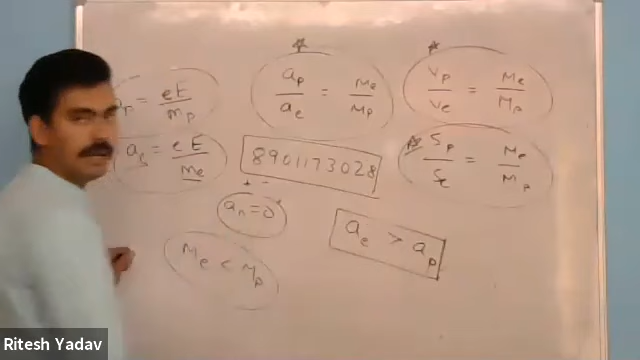 a_p = eE/m_p
a_e = eE/m_e
a_p/a_e = M_e/M_p
v_p/v_e = M_e/M_p
8901173028
S_p/S_e = M_e/M_p
a_n = 0
a_e > a_p
M_e < M_p
Ritesh Yadav